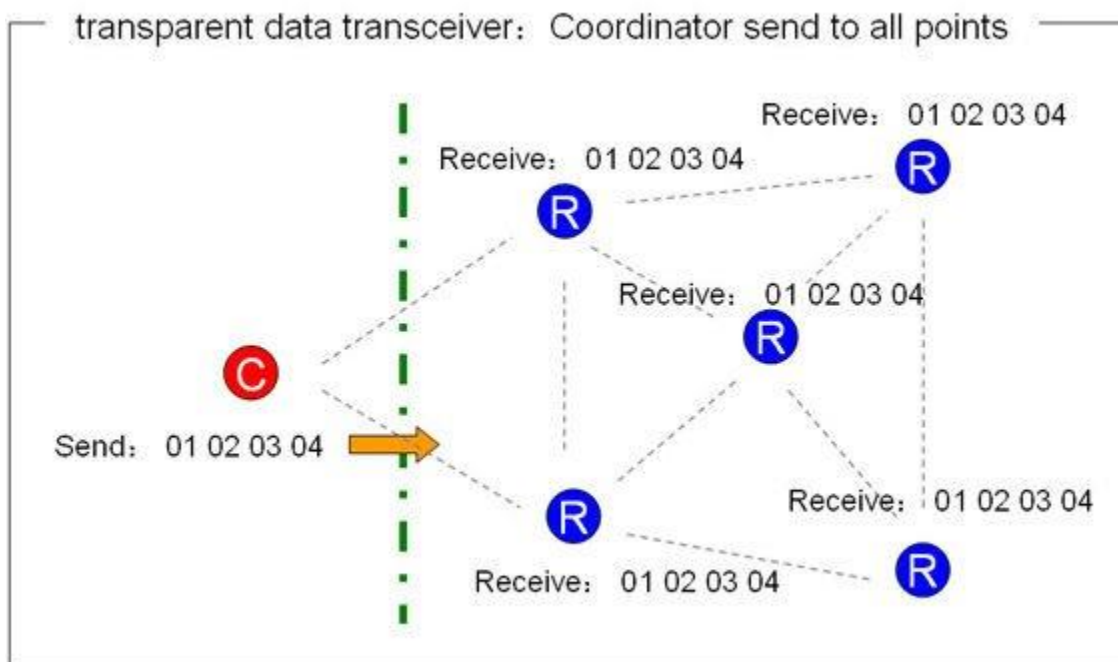 transparent data transceiver：Coordinator send to all points
Receive： 01 02 03 04
R
Receive： 01 02 03 04
R
Receive： 01 02 03 04
R
C
Send： 01 02 03 04
R
Receive： 01 02 03 04
Receive： 01 02 03 04
R